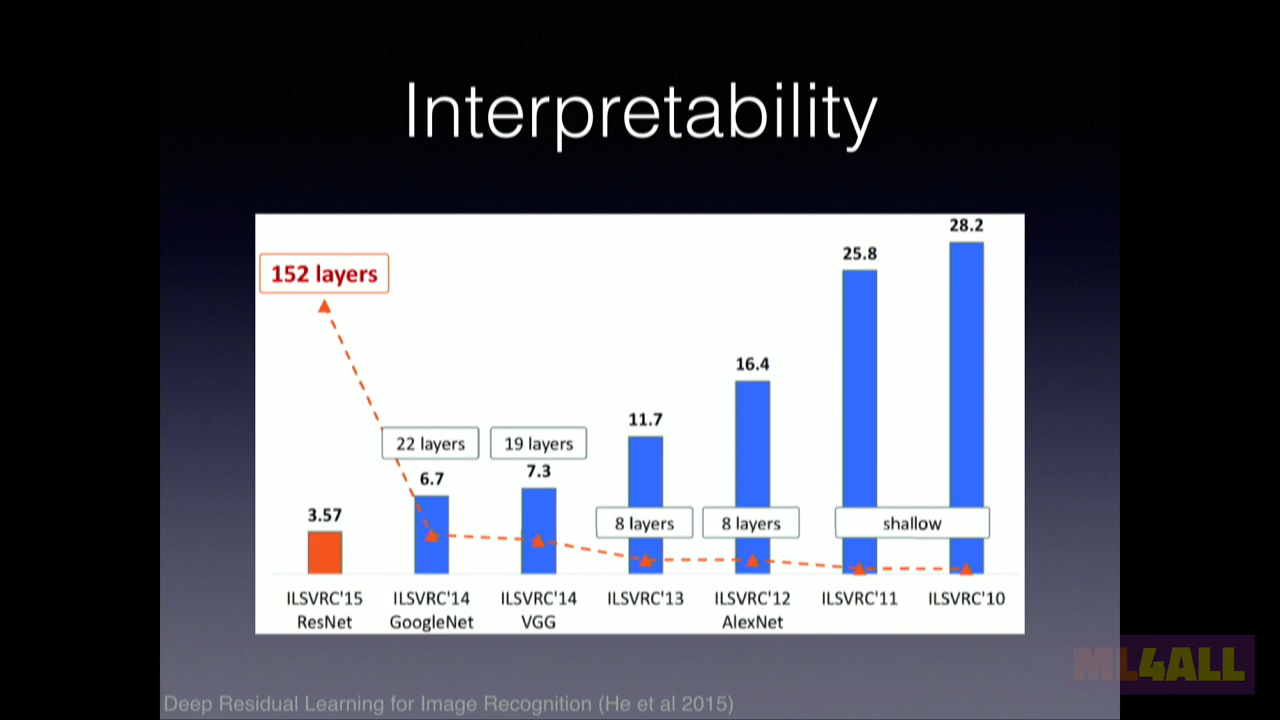 Interpretability
28.2
25.8
152 layers
16.4
11.7
22 layers
19 layers
6.7
7.3
3.57
8 layers
8 layers
shallow
ILSVRC'15
ResNet
ILSVRC'14
GoogleNet
ILSVRC'14
VGG
ILSVRC'13
ILSVRC'12
AlexNet
ILSVRC'11
ILSVRC'10
ML4ALL
Deep Residual Learning for Image Recognition (He et al 2015)